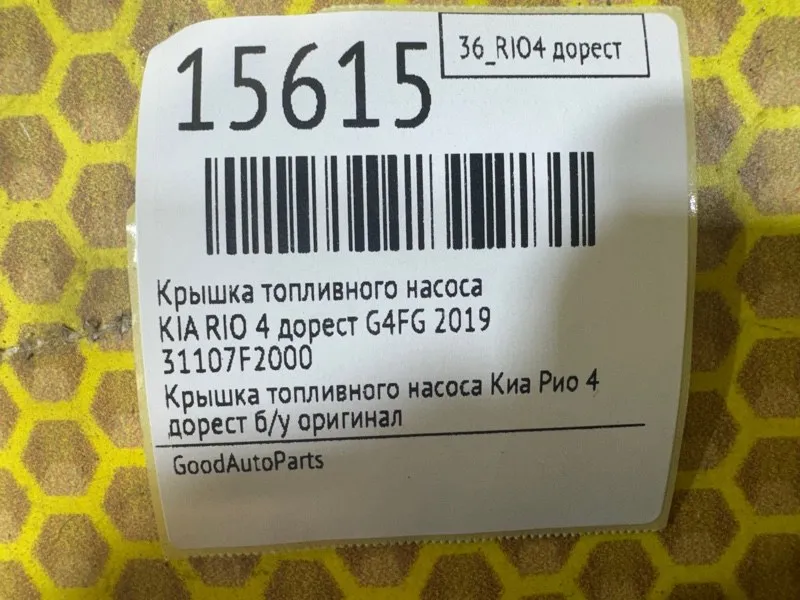 15615
36_RIO4 дорест
Крышка топливного насоса
KIA RIO 4 дорест G4FG 2019
31107F2000
Крышка топливного насоса Киа Рио 4
дорест б/у оригинал
GoodAutoParts